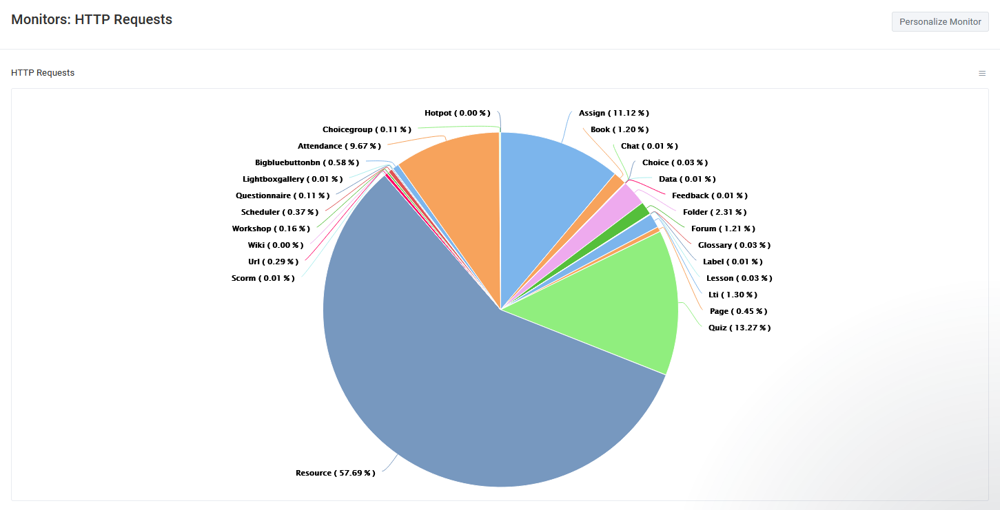 Monitors: HTTP Requests
Personalize Monitor
HTTP Requests
Hotpot ( 0.00 % )
Assign ( 11.12 % )
Choicegroup ( 0.11 % )
Book ( 1.20 % )
Attendance ( 9.67 % )
Chat ( 0.01 % )
Bigbluebuttonbn ( 0.58 % )
Choice ( 0.03 % )
Lightboxgallery ( 0.01 % )
Data ( 0.01 % )
Questionnaire ( 0.11 % )
Feedback ( 0.01 % )
Scheduler ( 0.37 % )
Folder ( 2.31 % )
Workshop ( 0.16 % )
Forum ( 1.21 % )
Wiki ( 0.00 % )
Glossary ( 0.03 % )
Url ( 0.29 % )
Label ( 0.01 % )
Scorm ( 0.01 % )
Lesson ( 0.03 % )
Lti ( 1.30 % )
Page ( 0.45 % )
Quiz ( 13.27 % )
Resource ( 57.69 % )